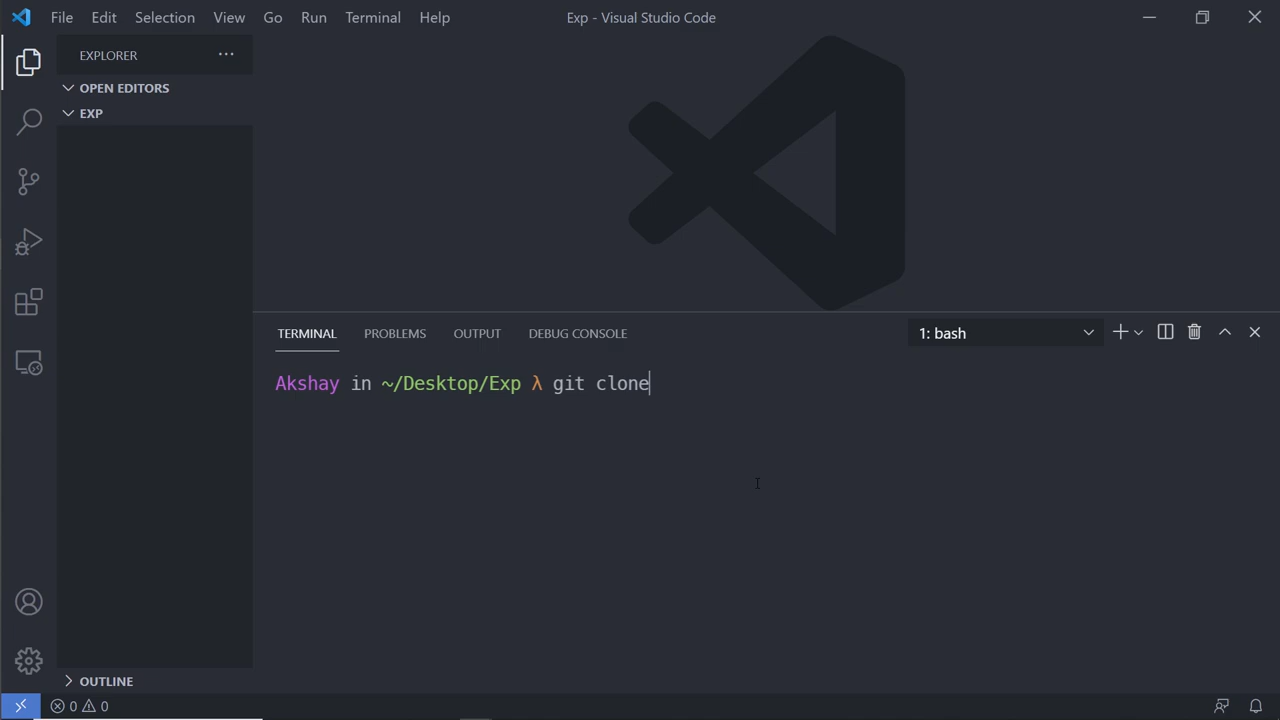 File Edit Selection View Go Run Terminal Help Exp - Visual Studio Code
EXPLORER
OPEN EDITORS
EXP
TERMINAL PROBLEMS OUTPUT DEBUG CONSOLE 1: bash
Akshay in ~/Desktop/Exp λ git clone
OUTLINE
0 0